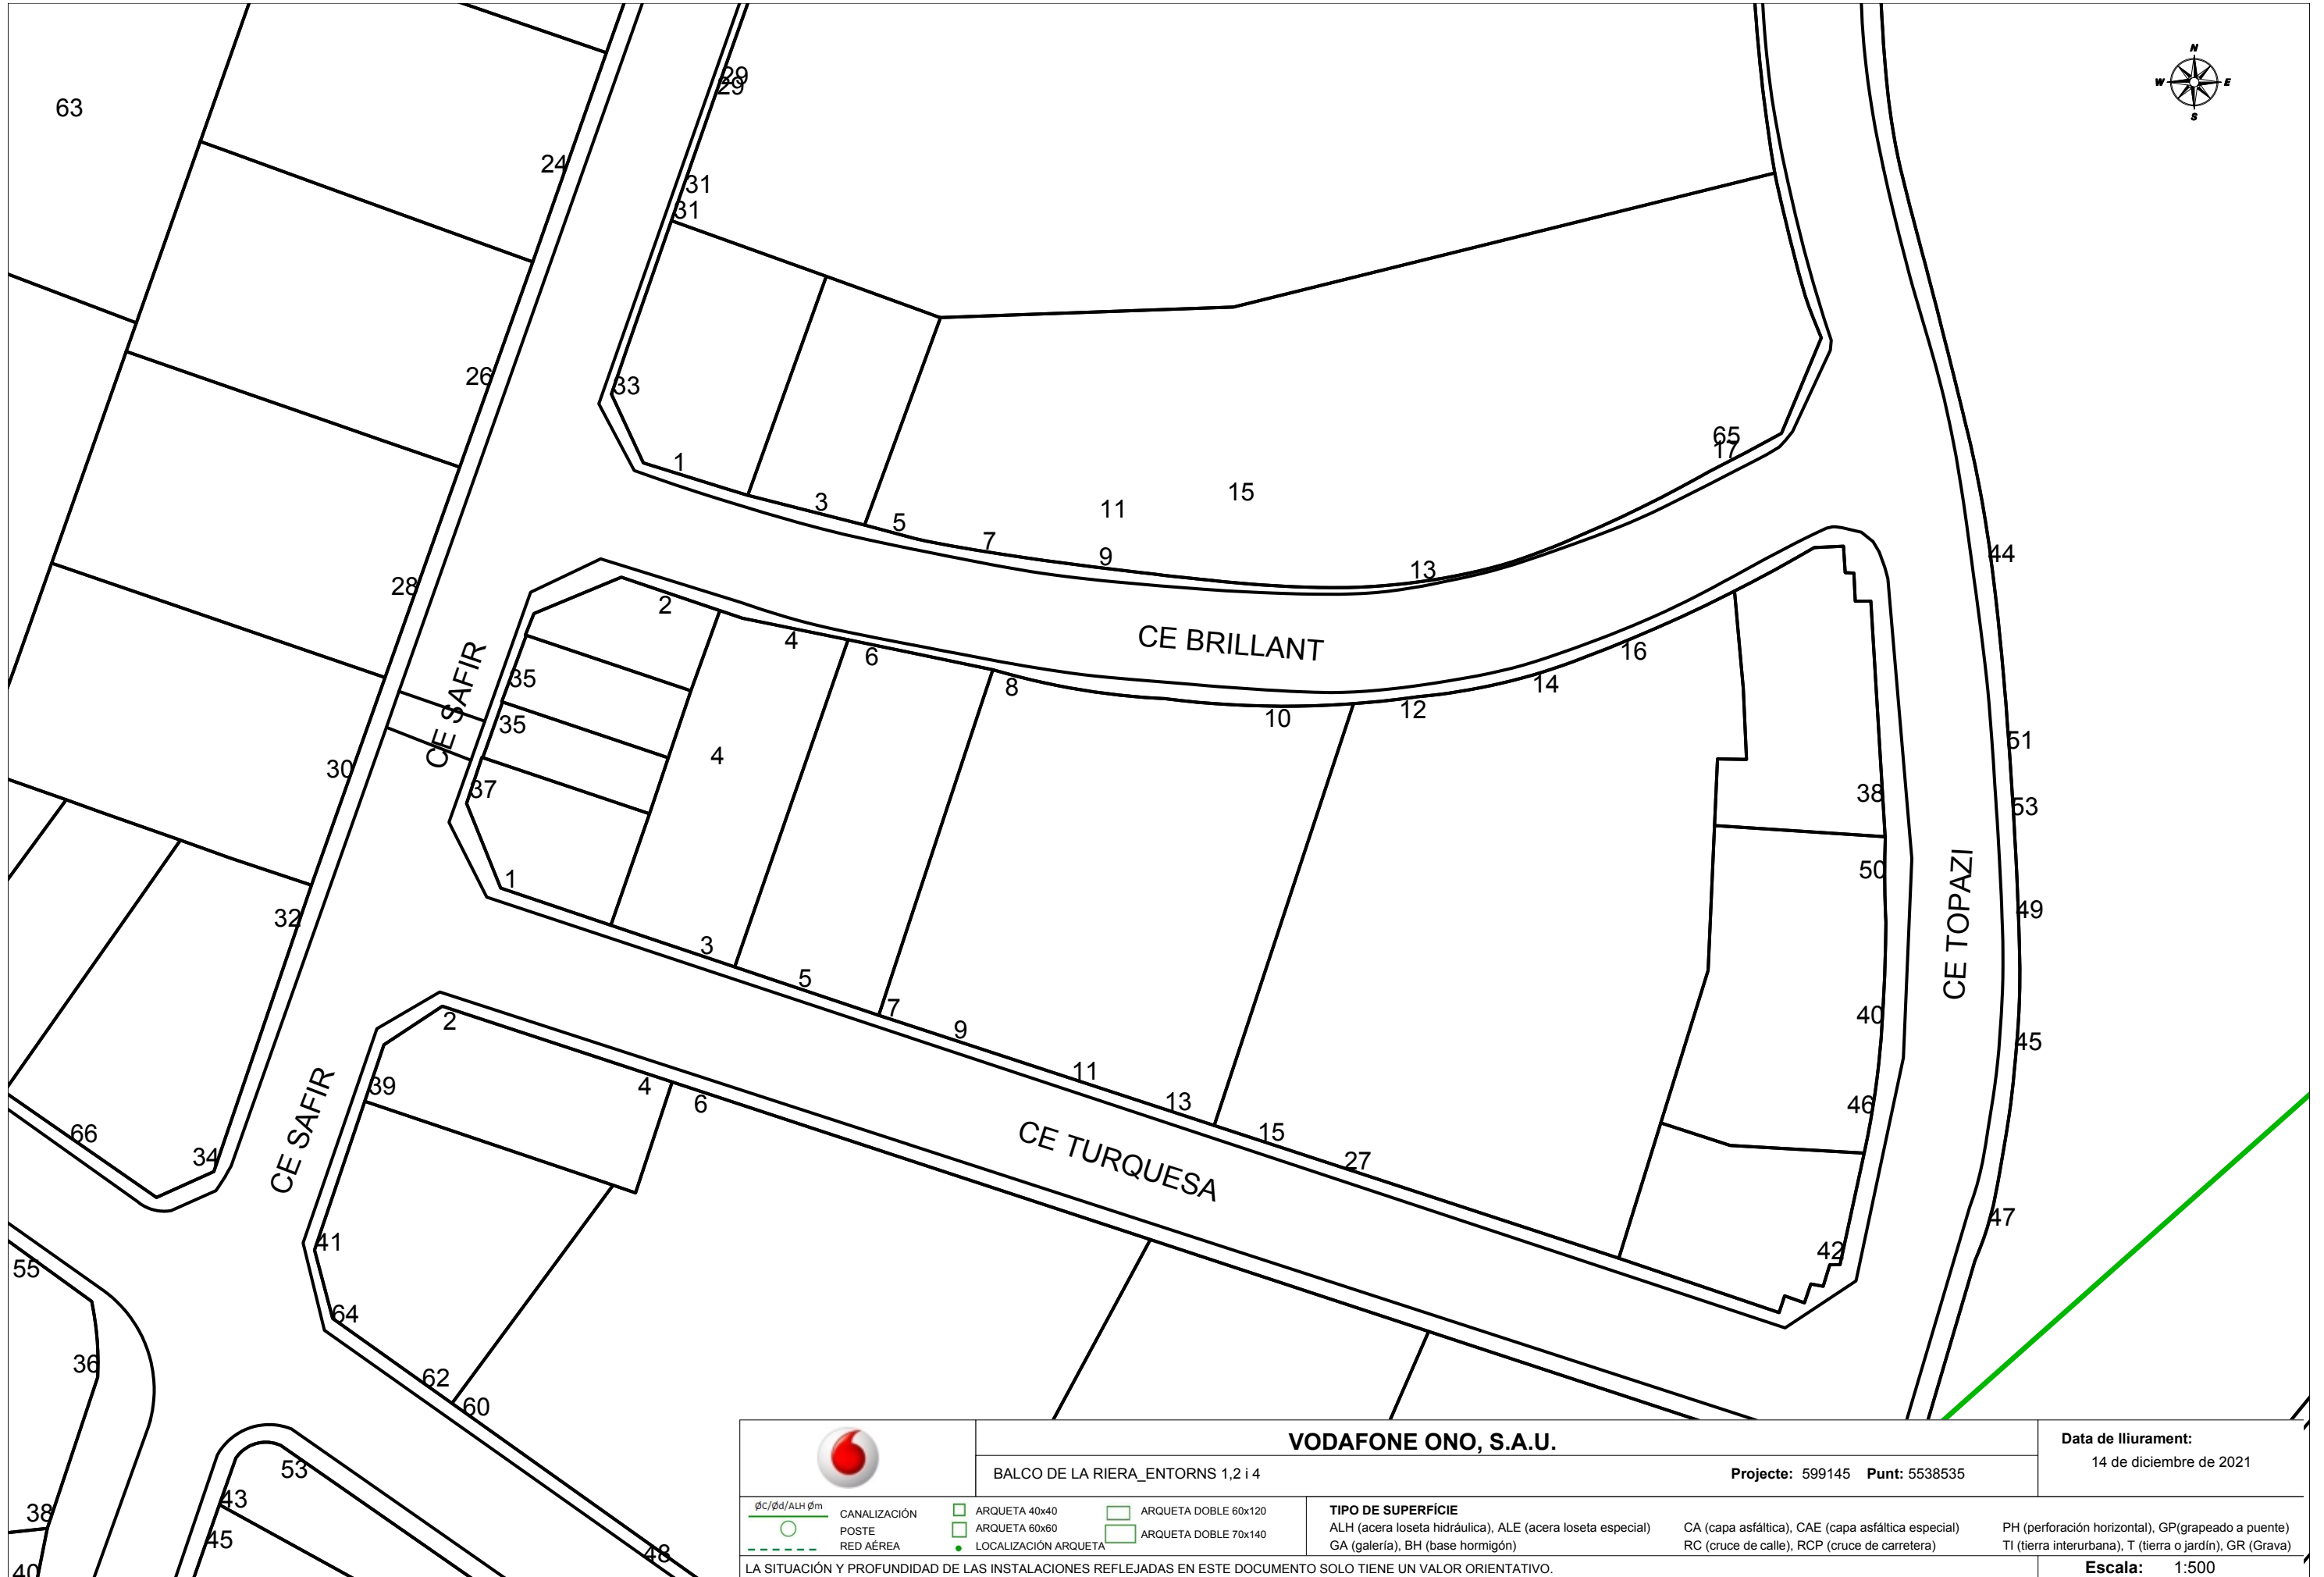 N
W E
S
63
29
29
24
31
31
26
33
65
17
1
3
5
7
9
11
15
13
44
28
2
4
6
8
10
12
14
16
CE BRILLANT
CE SAFIR
35
35
37
4
30
51
53
38
50
CE TOPAZI
49
40
45
46
47
42
1
3
5
7
9
11
13
15
27
32
2
4
6
39
CE TURQUESA
CE SAFIR
66
34
41
64
62
60
55
36
53
43
45
38
40
48
VODAFONE ONO, S.A.U.
BALCO DE LA RIERA_ENTORNS 1,2 i 4
Projecte: 599145 Punt: 5538535
Data de lliurament:
14 de diciembre de 2021
ØC/Ød/ALH Øm
CANALIZACIÓN
POSTE
RED AÉREA
ARQUETA 40x40
ARQUETA 60x60
LOCALIZACIÓN ARQUETA
ARQUETA DOBLE 60x120
ARQUETA DOBLE 70x140
TIPO DE SUPERFÍCIE
ALH (acera loseta hidráulica), ALE (acera loseta especial)
GA (galería), BH (base hormigón)
CA (capa asfáltica), CAE (capa asfáltica especial)
RC (cruce de calle), RCP (cruce de carretera)
PH (perforación horizontal), GP(grapeado a puente)
TI (tierra interurbana), T (tierra o jardín), GR (Grava)
LA SITUACIÓN Y PROFUNDIDAD DE LAS INSTALACIONES REFLEJADAS EN ESTE DOCUMENTO SOLO TIENE UN VALOR ORIENTATIVO.
Escala: 1:500